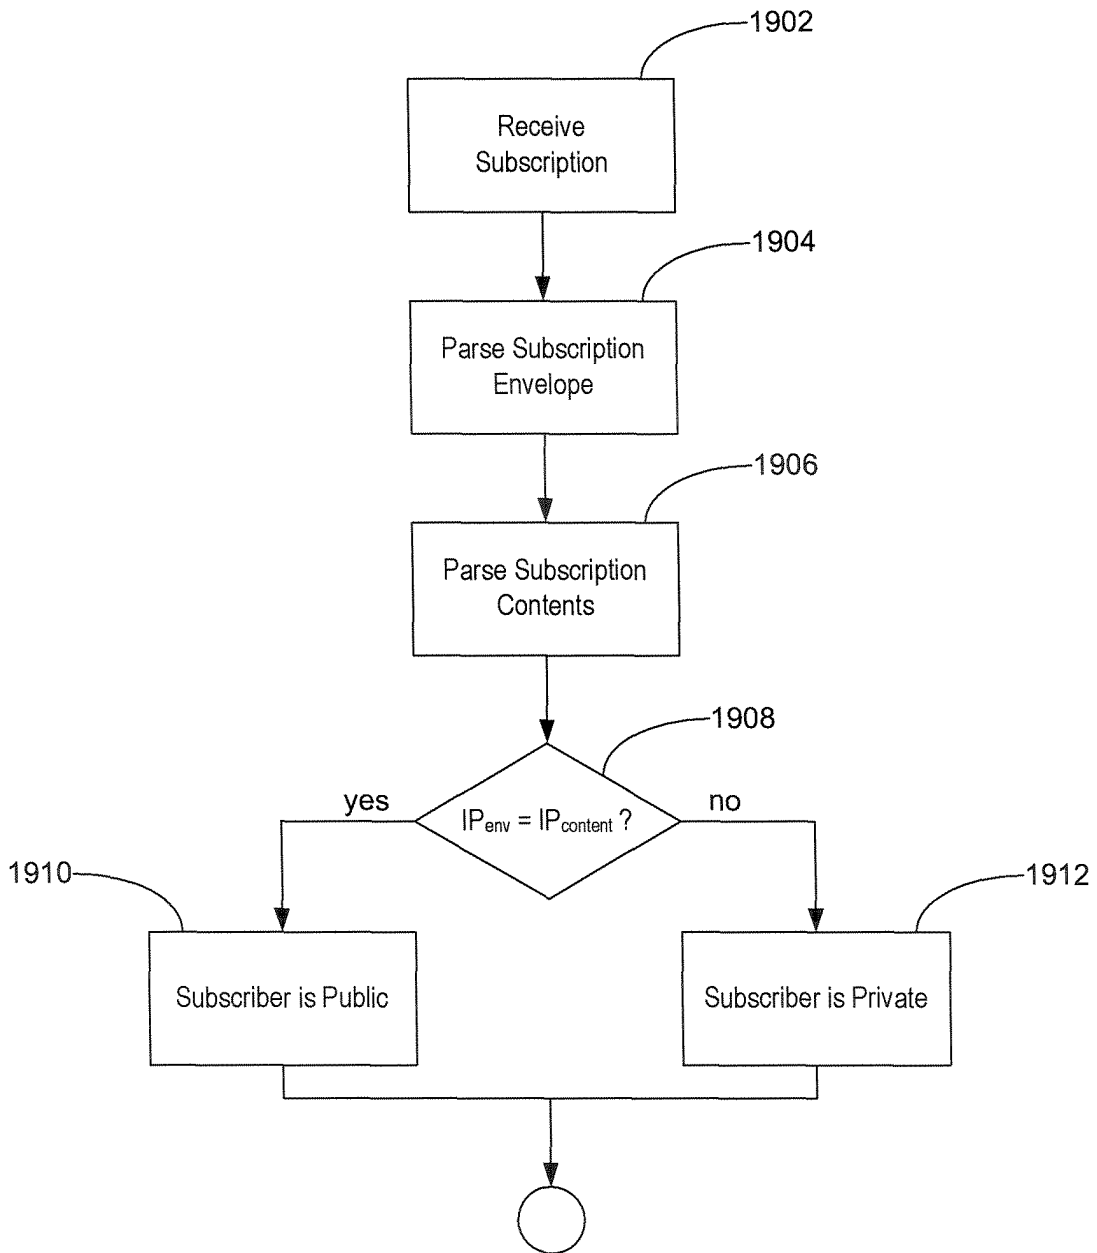 1902
Receive
Subscription
1904
Parse Subscription
Envelope
1906
Parse Subscription
Contents
1908
yes
IPenv = IPcontent ?
no
1910
1912
Subscriber is Public
Subscriber is Private